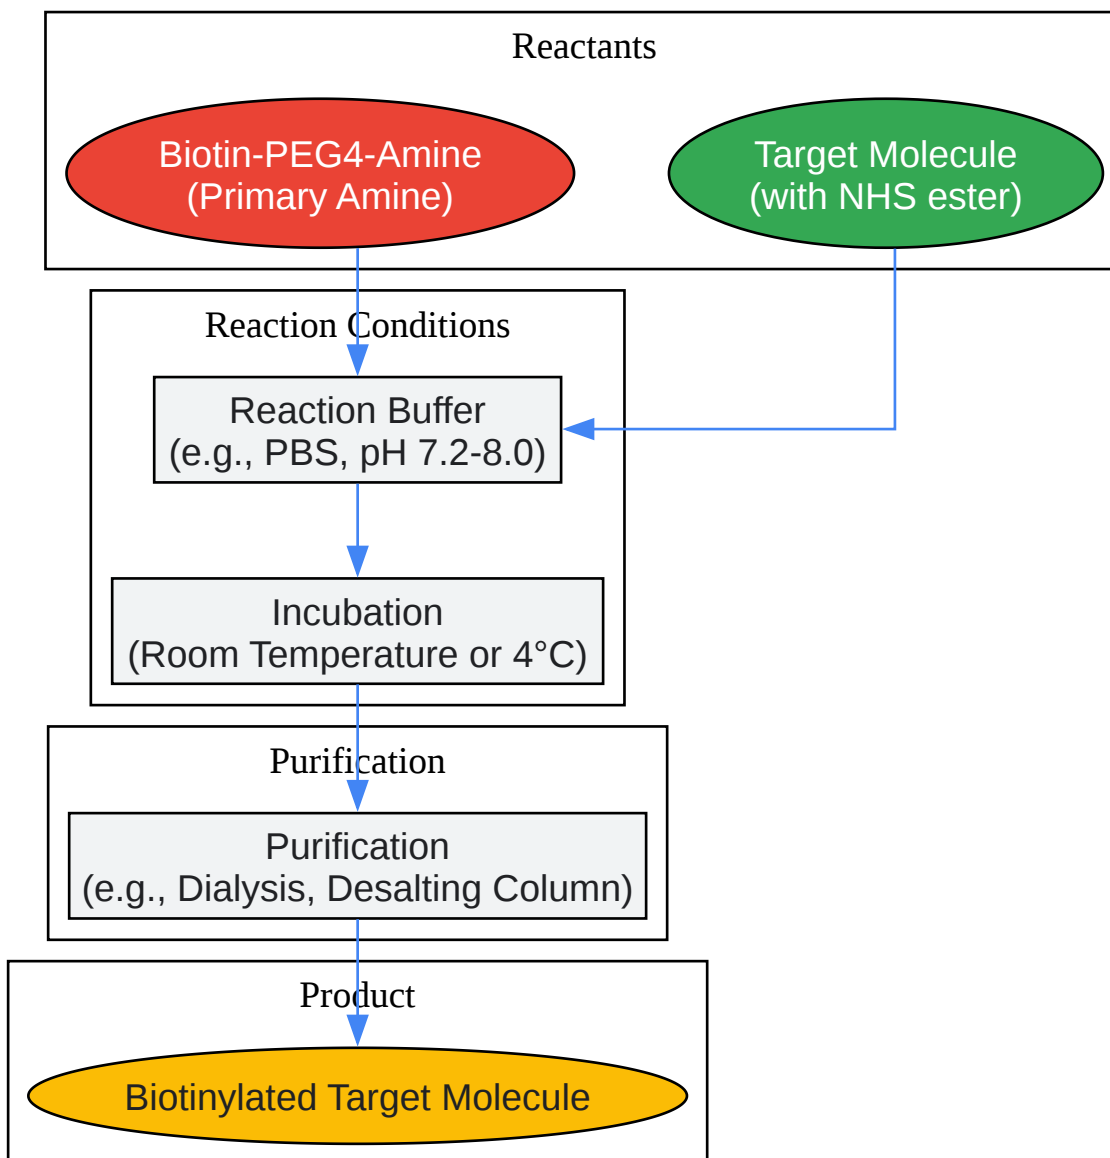 Reactants
Biotin-PEG4-Amine
(Primary Amine)
Target Molecule
(with NHS ester)
Reaction Conditions
Reaction Buffer
(e.g., PBS, pH 7.2-8.0)
Incubation
(Room Temperature or 4°C)
Purification
Purification
(e.g., Dialysis, Desalting Column)
Product
Biotinylated Target Molecule